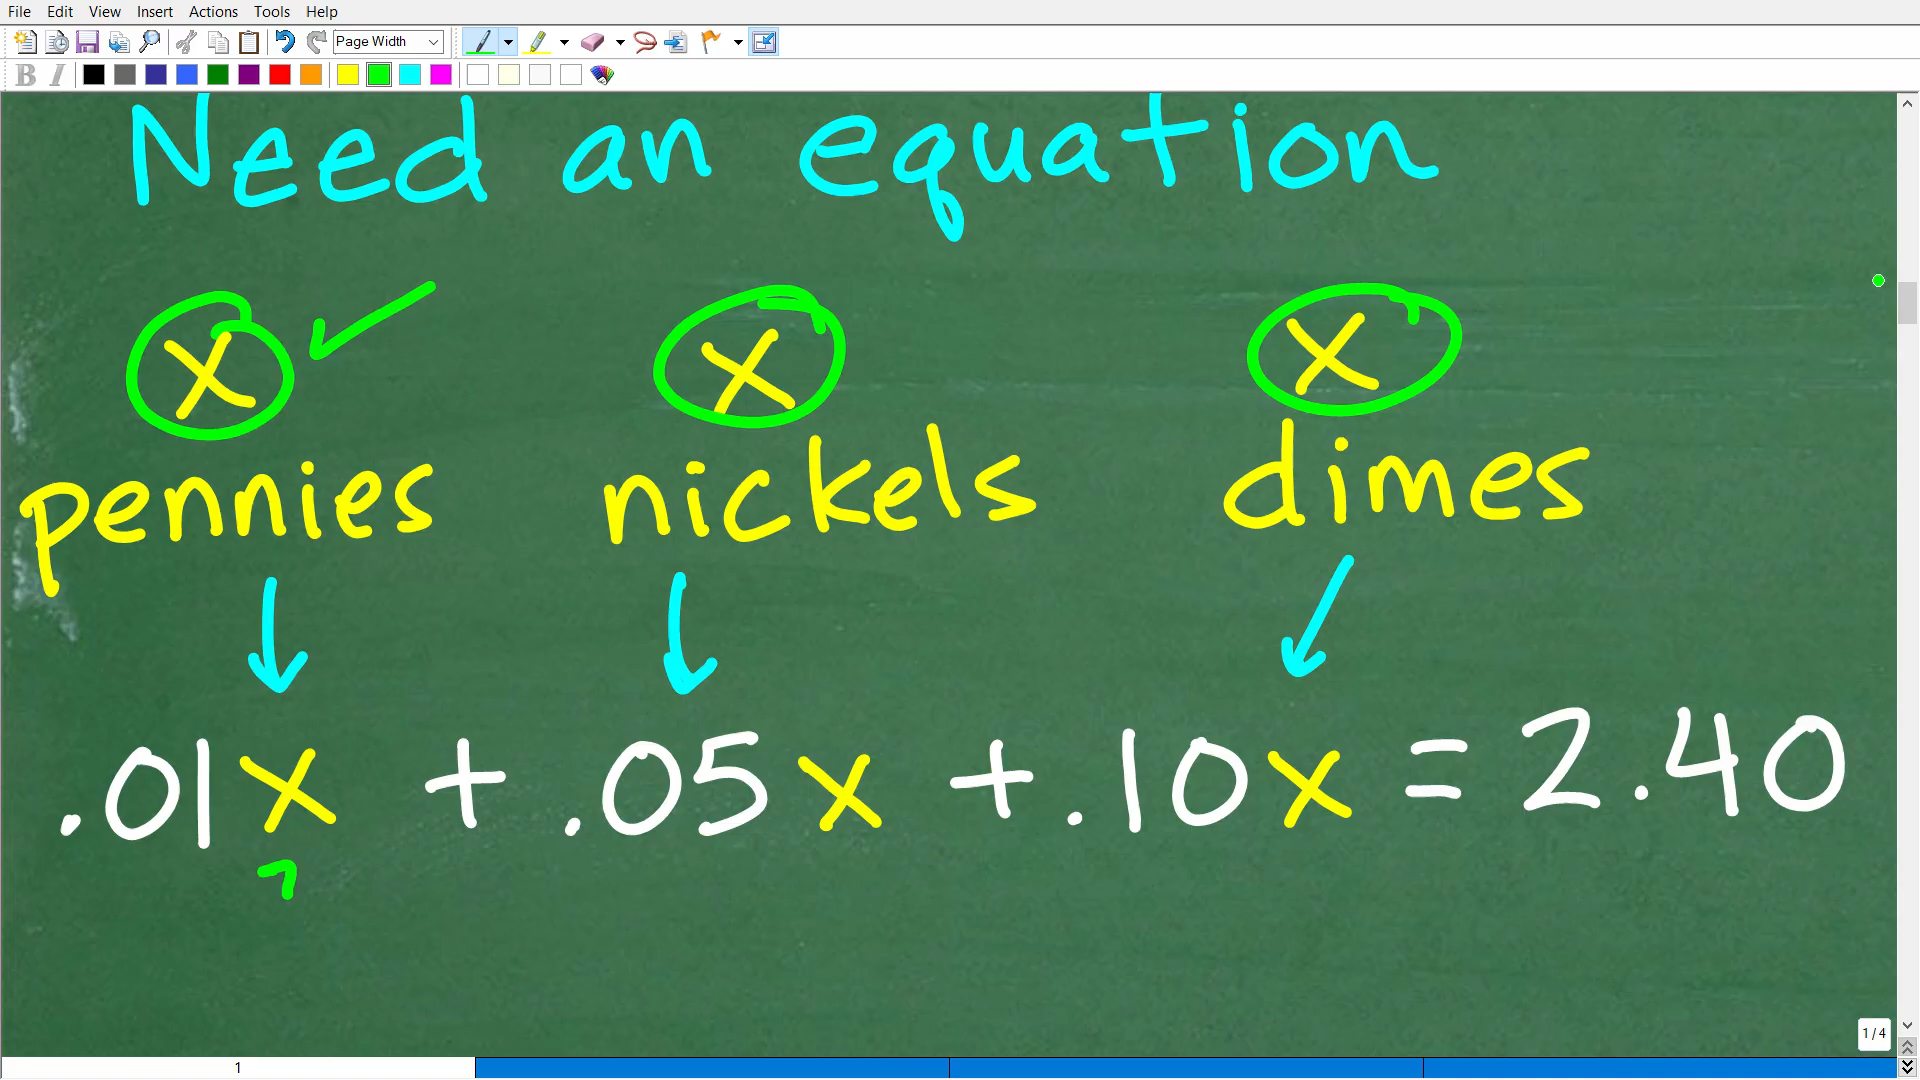 File Edit View Insert Actions Tools Help
Page Width
B I
Need an equation
x x x
pennies nickels dimes
.01x + .05x + .10x = 2.40
1 / 4
1